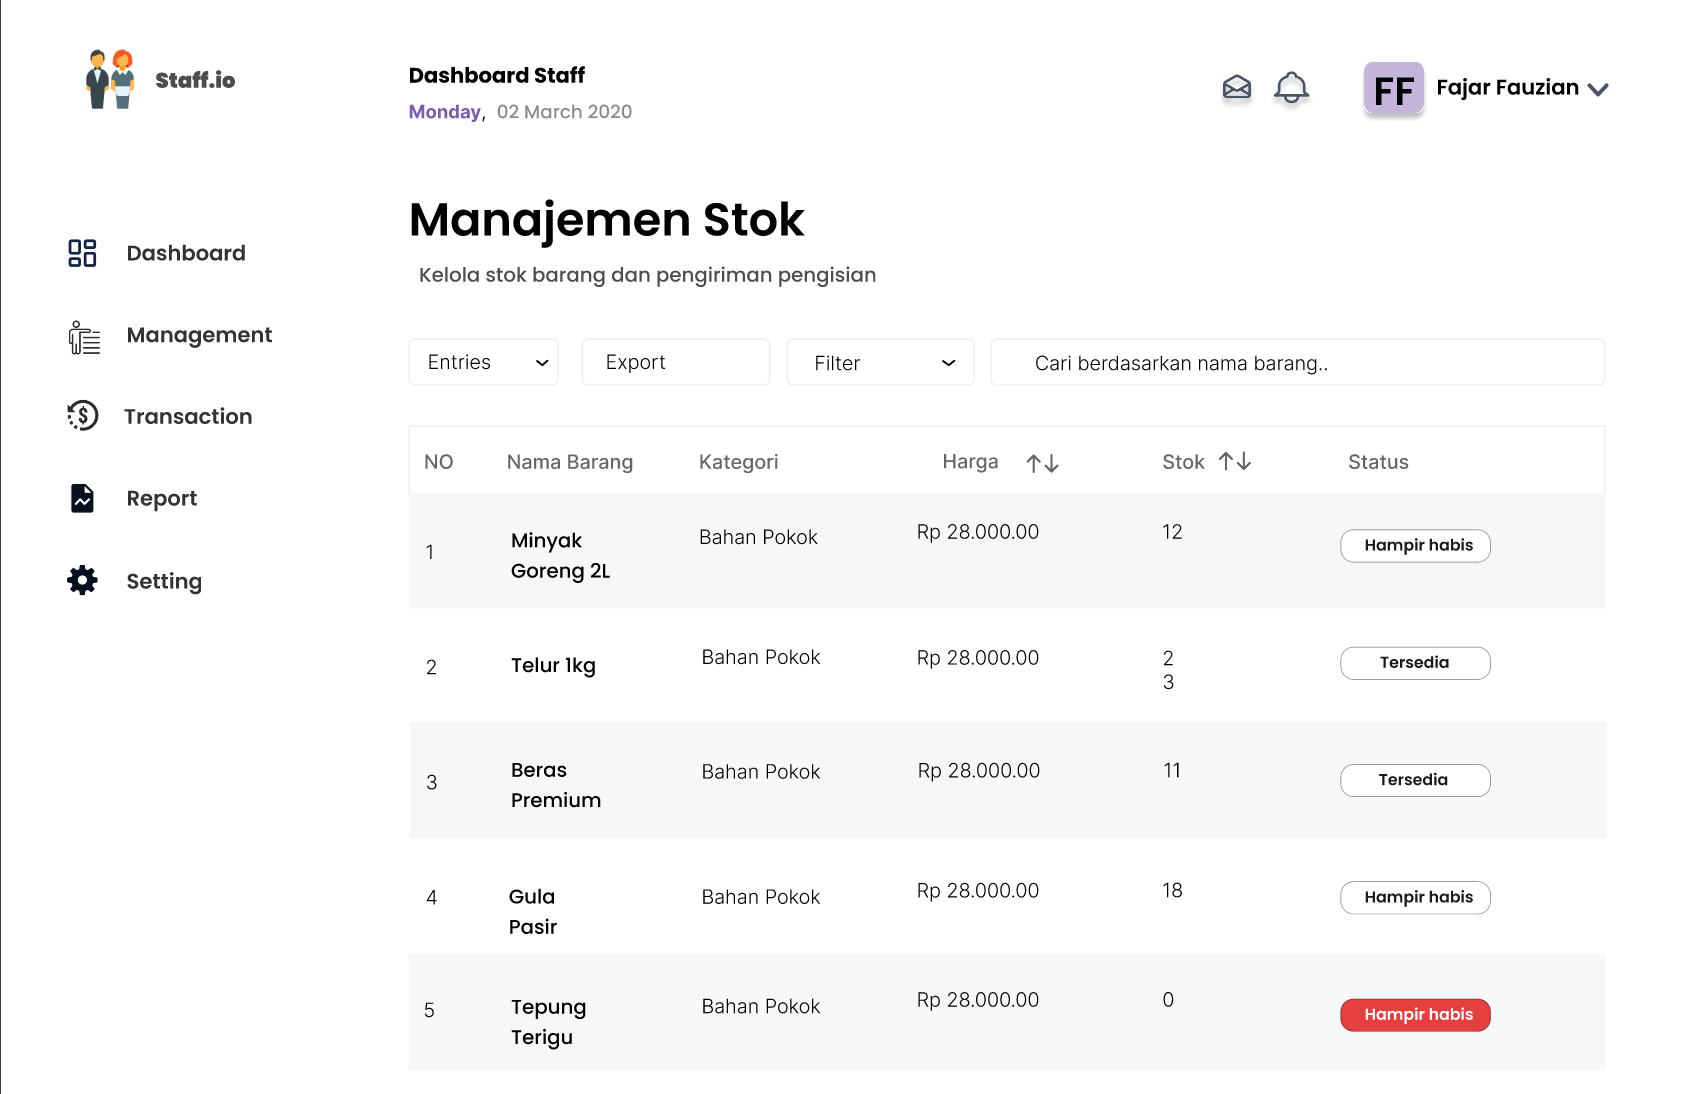 Staff.io
Dashboard Staff
Monday, 02 March 2020
FF
Fajar Fauzian
Dashboard
Management
Transaction
Report
Setting
Manajemen Stok
Kelola stok barang dan pengiriman pengisian
Entries
Export
Filter
Cari berdasarkan nama barang..
NO Nama Barang Kategori Harga Stok Status
1
Minyak
Goreng 2L
Bahan Pokok
Rp 28.000.00
12
Hampir habis
2
Telur 1kg
Bahan Pokok
Rp 28.000.00
2
3
Tersedia
3
Beras
Premium
Bahan Pokok
Rp 28.000.00
11
Tersedia
4
Gula
Pasir
Bahan Pokok
Rp 28.000.00
18
Hampir habis
5
Tepung
Terigu
Bahan Pokok
Rp 28.000.00
0
Hampir habis